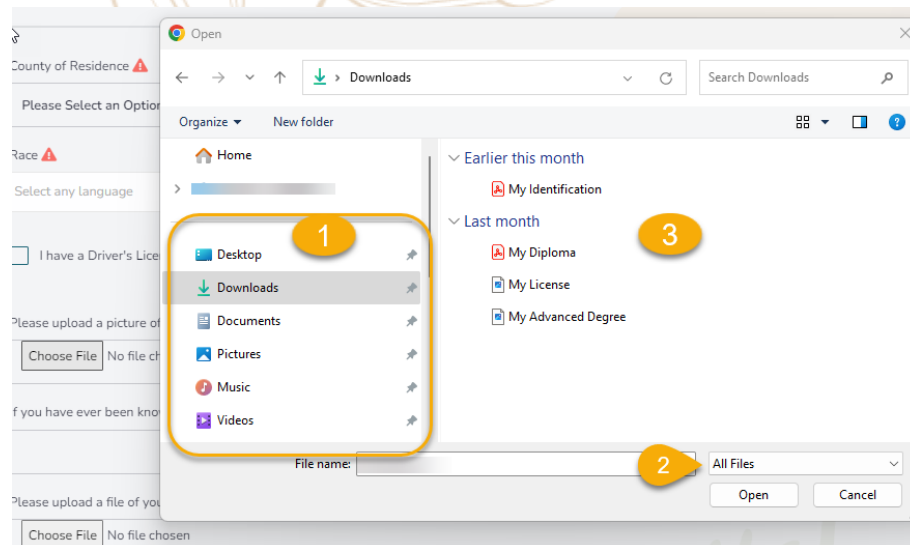 Open
County of Residence
Downloads
Search Downloads
Please Select an Option
Organize
New folder
Race
Home
Earlier this month
Select any language
My Identification
Last month
1
3
I have a Driver's Lice
Desktop
My Diploma
Downloads
My License
Please upload a picture of
Documents
My Advanced Degree
Choose File No file ch
Pictures
Music
f you have ever been kno
Videos
File name:
2
All Files
Open
Cancel
Please upload a file of you
Choose File No file chosen